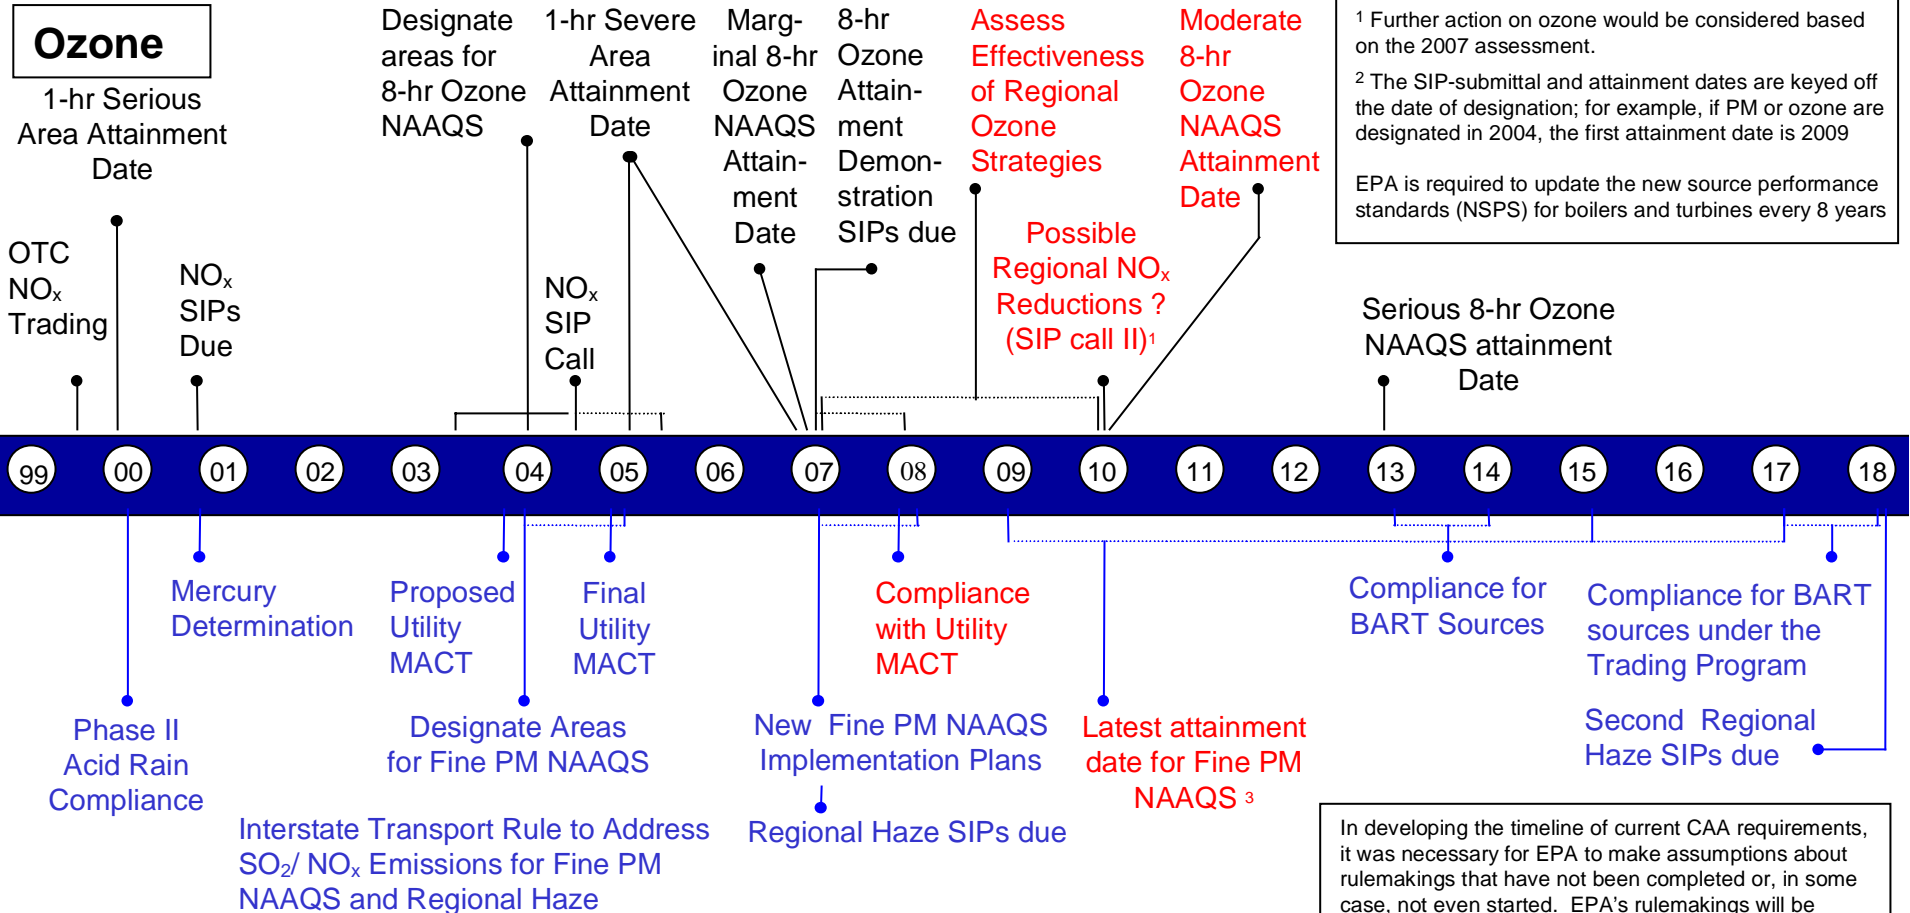 Ozone
1-hr Serious
Area Attainment
Date
OTC
NOx
Trading
NOx
SIPs
Due
Designate
areas for
8-hr Ozone
NAAQS
1-hr Severe
Area
Attainment
Date
NOx
SIP
Call
Marg-
inal 8-hr
Ozone
NAAQS
Attain-
ment
Date
8-hr
Ozone
Attain-
ment
Demon-
stration
SIPs due
Assess
Effectiveness
of Regional
Ozone
Strategies
Possible
Regional NOx
Reductions ?
(SIP call II)1
Moderate
8-hr
Ozone
NAAQS
Attainment
Date
1 Further action on ozone would be considered based
on the 2007 assessment.
2 The SIP-submittal and attainment dates are keyed off
the date of designation; for example, if PM or ozone are
designated in 2004, the first attainment date is 2009
EPA is required to update the new source performance
standards (NSPS) for boilers and turbines every 8 years
Serious 8-hr Ozone
NAAQS attainment
Date
99 00 01 02 03 04 05 06 07 08 09 10 11 12 13 14 15 16 17 18
Mercury
Determination
Proposed
Utility
MACT
Final
Utility
MACT
Compliance
with Utility
MACT
Compliance for
BART Sources
Compliance for BART
sources under the
Trading Program
Phase II
Acid Rain
Compliance
Designate Areas
for Fine PM NAAQS
New Fine PM NAAQS
Implementation Plans
Latest attainment
date for Fine PM
NAAQS 3
Second Regional
Haze SIPs due
Interstate Transport Rule to Address
SO2/ NOx Emissions for Fine PM
NAAQS and Regional Haze
Regional Haze SIPs due
In developing the timeline of current CAA requirements,
it was necessary for EPA to make assumptions about
rulemakings that have not been completed or, in some
case, not even started. EPA's rulemakings will be